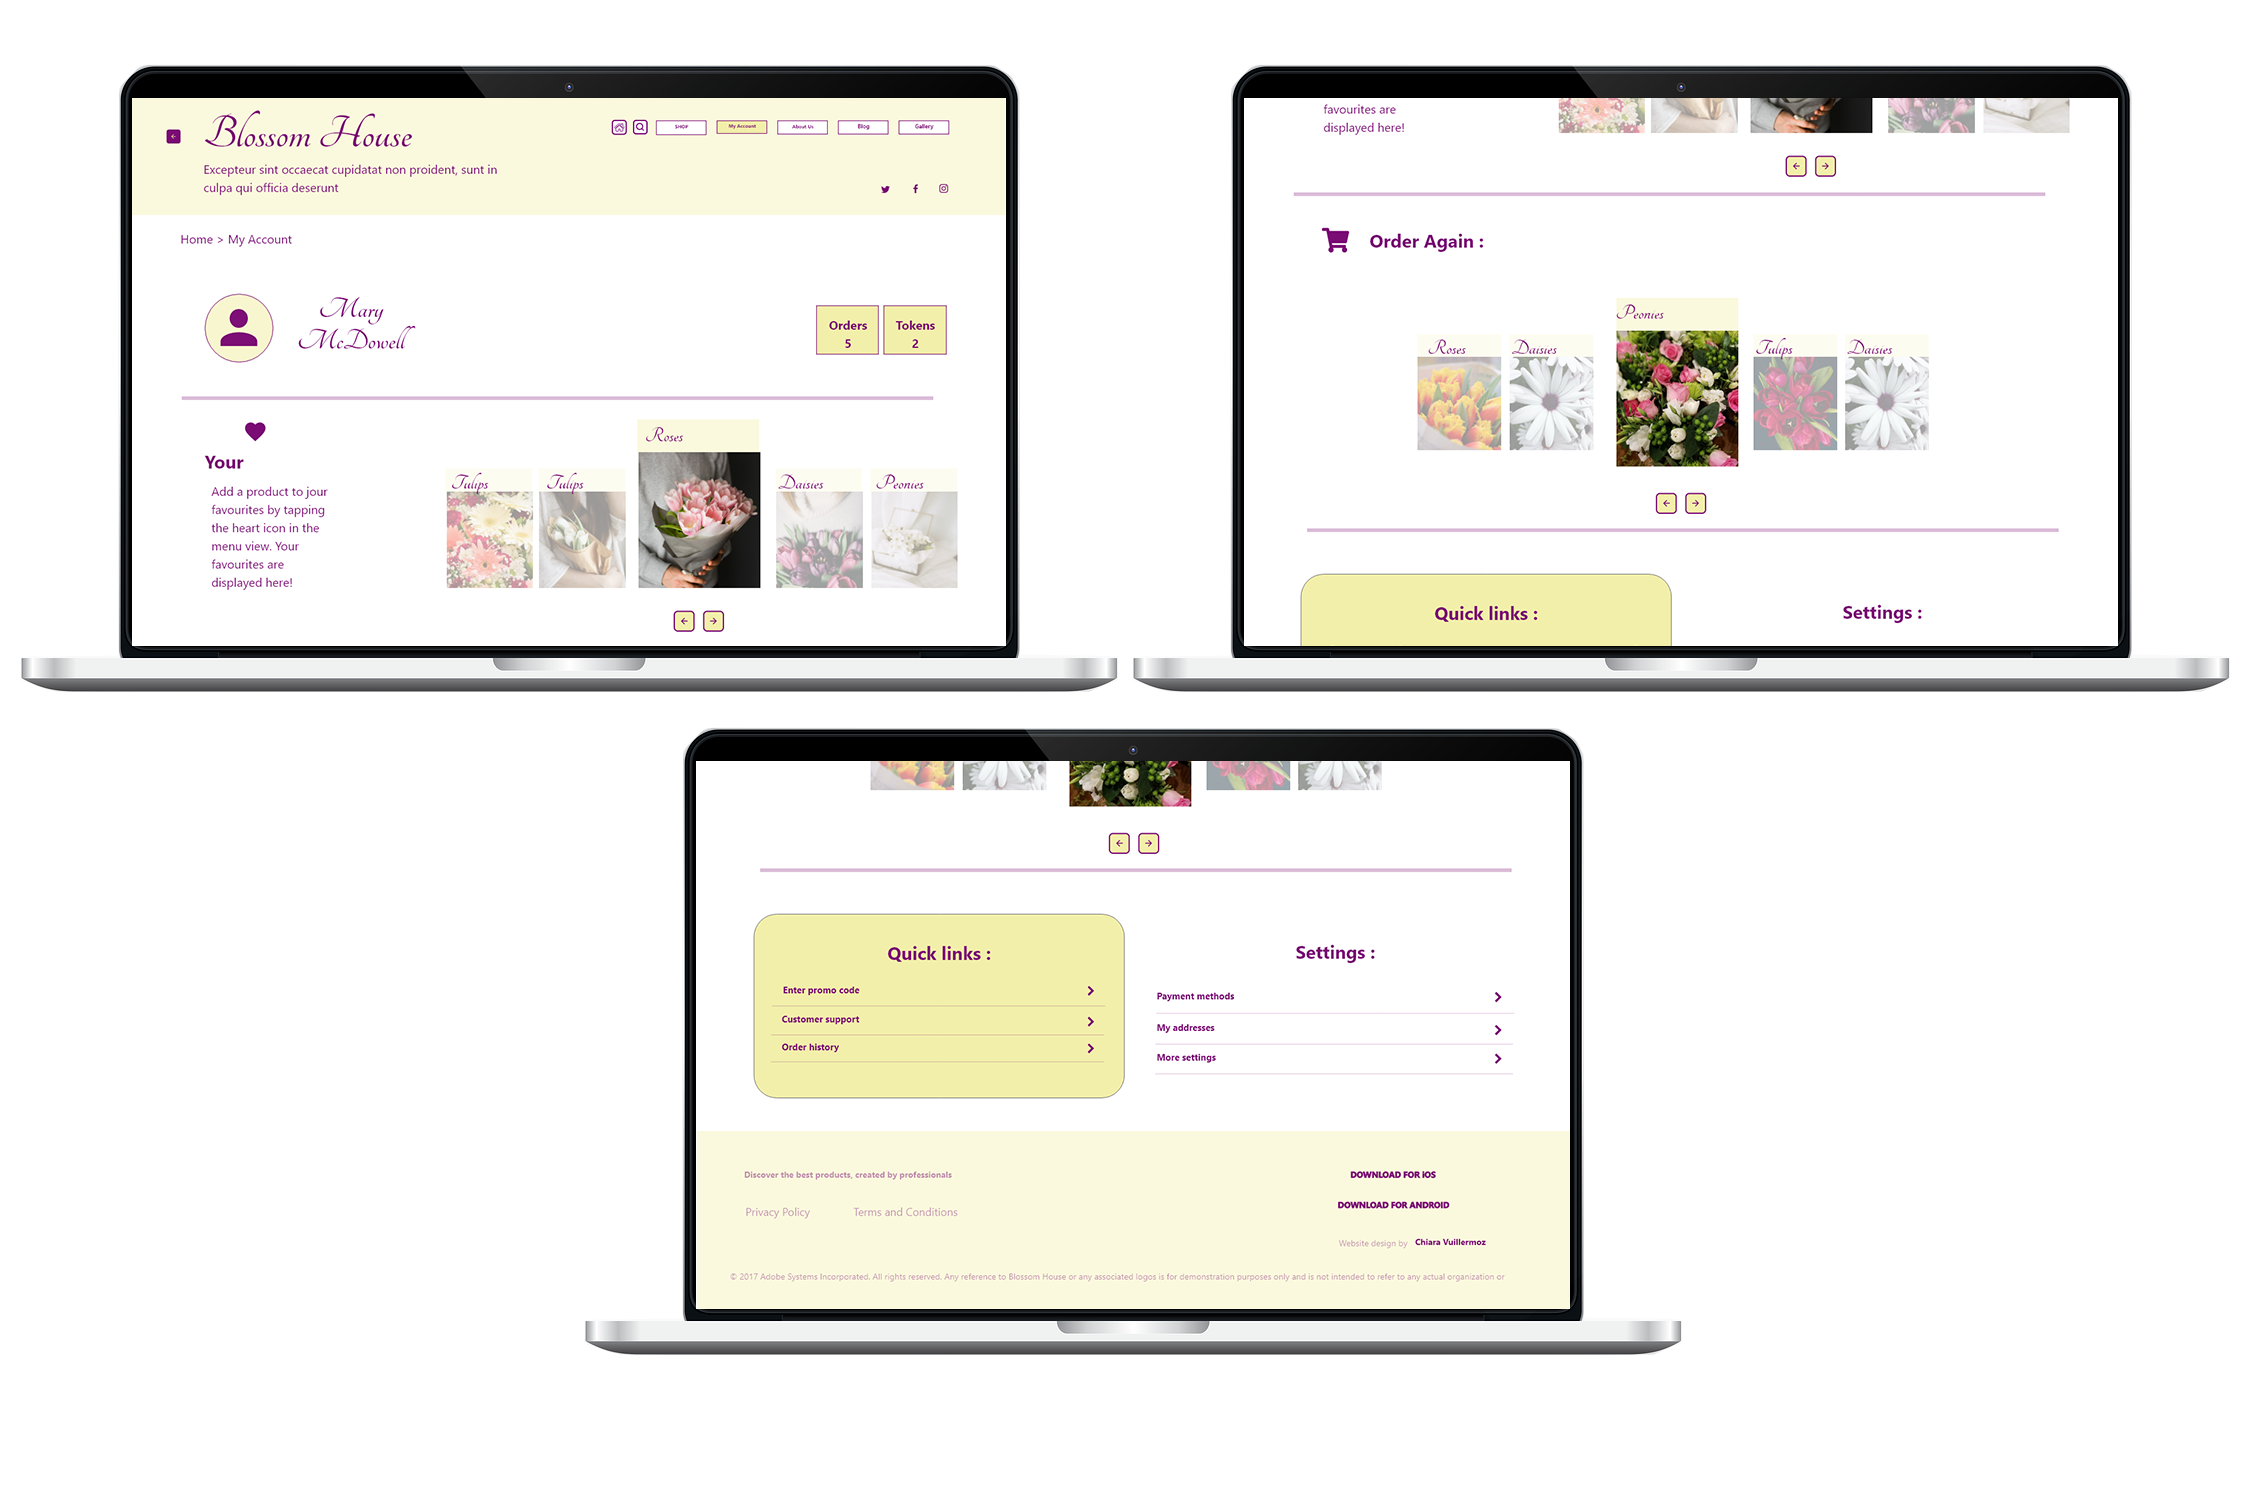 Blossom House
SHOP
My Account
About Us
Blog
Gallery
Excepteur sint occaecat cupidatat non proident, sunt in
culpa qui officia deserunt
Home > My Account
Mary
McDowell
Orders
5
Tokens
2
Your
Add a product to jour
favourites by tapping
the heart icon in the
menu view. Your
favourites are
displayed here!
Tulips
Tulips
Roses
Daisies
Peonies
favourites are
displayed here!
Order Again :
Roses
Daisies
Peonies
Tulips
Daisies
Quick links :
Settings :
Quick links :
Enter promo code
Customer support
Order history
Settings :
Payment methods
My addresses
More settings
Discover the best products, created by professionals
Privacy Policy
Terms and Conditions
DOWNLOAD FOR iOS
DOWNLOAD FOR ANDROID
Website design by Chiara Vuillermoz
© 2017 Adobe Systems Incorporated. All rights reserved. Any reference to Blossom House or any associated logos is for demonstration purposes only and is not intended to refer to any actual organization or